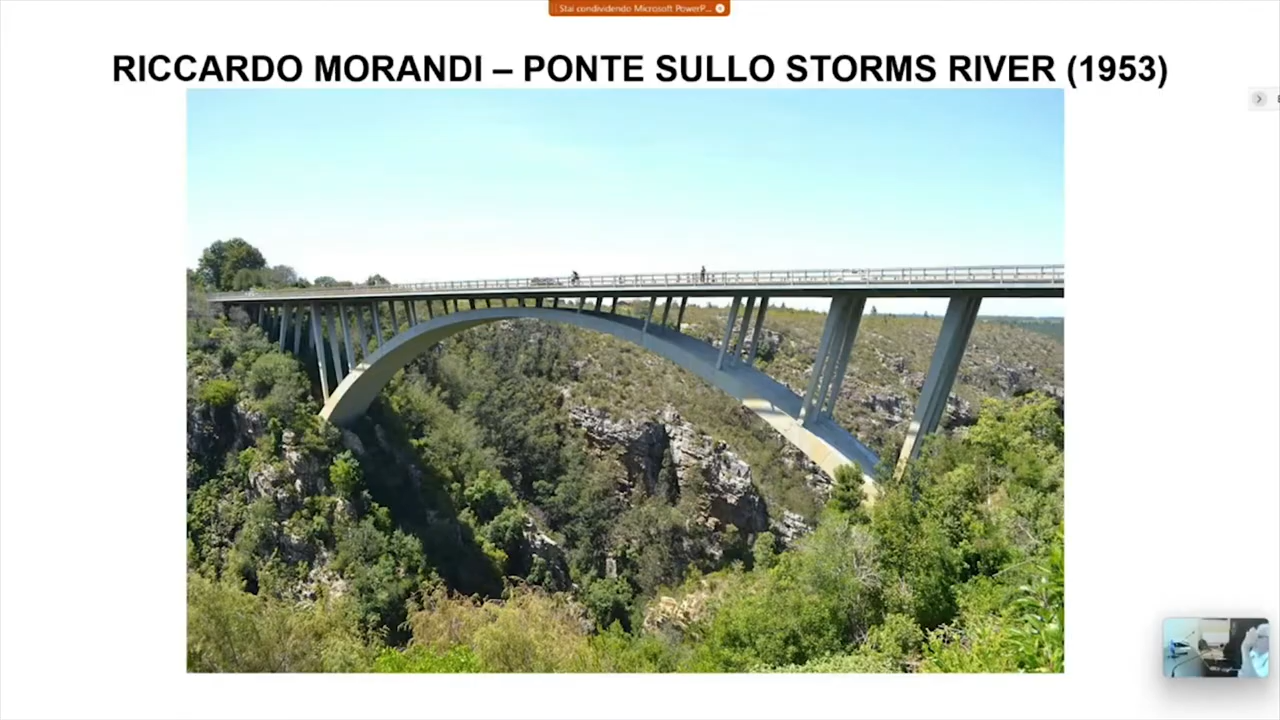 Stai condividendo Microsoft PowerP...
RICCARDO MORANDI – PONTE SULLO STORMS RIVER (1953)